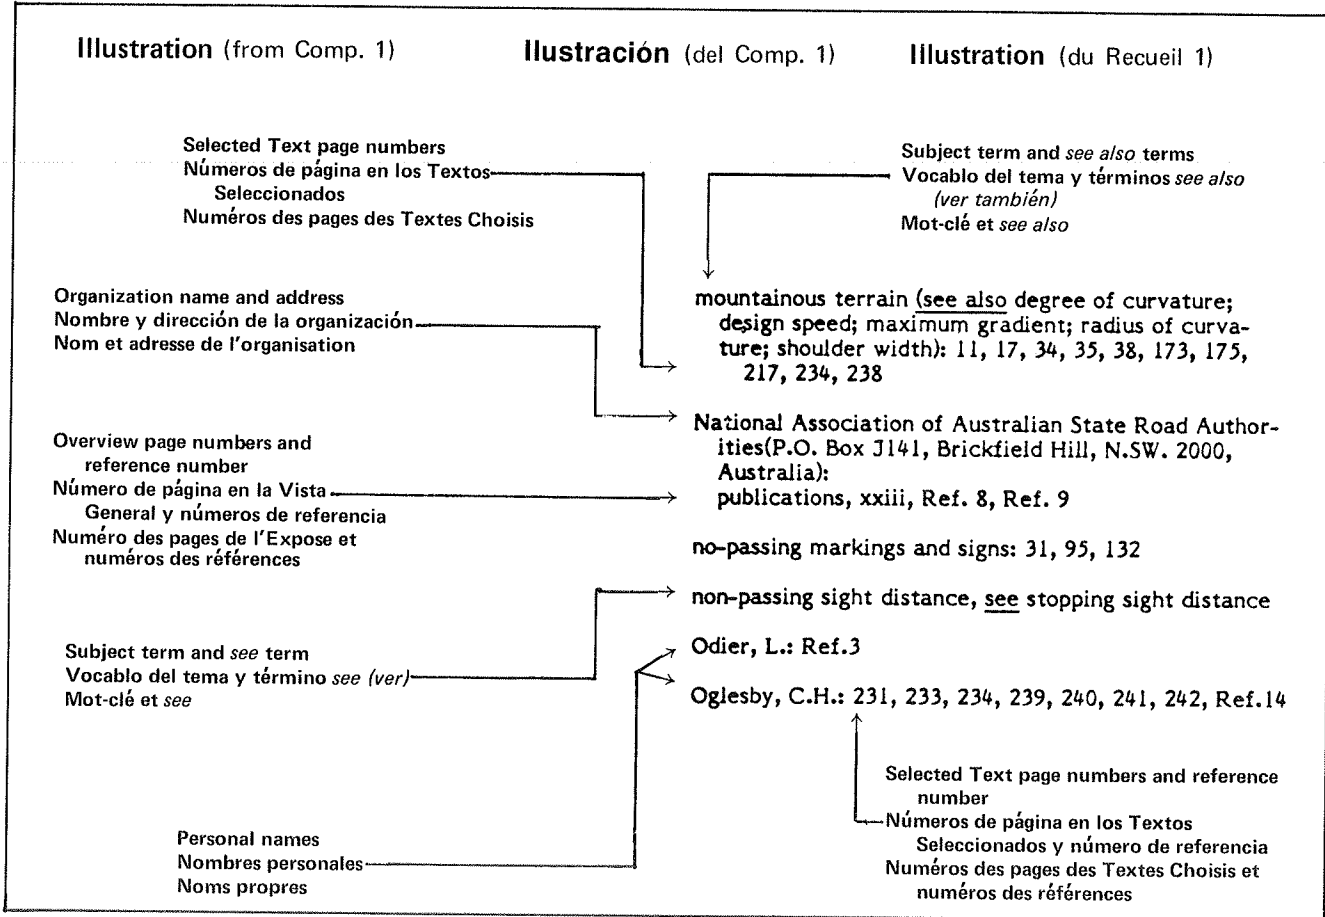 Illustration (from Comp. 1)
Ilustración (del Comp. 1)
Illustration (du Recueil 1)
Selected Text page numbers
Números de página en los Textos
Seleccionados
Numéros des pages des Textes Choisis
Subject term and see also terms
Vocablo del tema y términos see also
(ver también)
Mot-clé et see also
Organization name and address
Nombre y dirección de la organización
Nom et adresse de l'organisation
mountainous terrain (see also degree of curvature;
design speed; maximum gradient; radius of curva-
ture; shoulder width): 11, 17, 34, 35, 38, 173, 175,
217, 234, 238
National Association of Australian State Road Author-
ities(P.O. Box J141, Brickfield Hill, N.SW. 2000,
Australia):
publications, xxiii, Ref. 8, Ref. 9
Overview page numbers and
reference number
Número de página en la Vista
General y números de referencia
Numéro des pages de l'Expose et
numéros des références
no-passing markings and signs: 31, 95, 132
non-passing sight distance, see stopping sight distance
Subject term and see term
Vocablo del tema y término see (ver)
Mot-clé et see
Odier, L.: Ref.3
Oglesby, C.H.: 231, 233, 234, 239, 240, 241, 242, Ref.14
Selected Text page numbers and reference
number
Números de página en los Textos
Seleccionados y número de referencia
Numéros des pages des Textes Choisis et
numéros des références
Personal names
Nombres personales
Noms propres